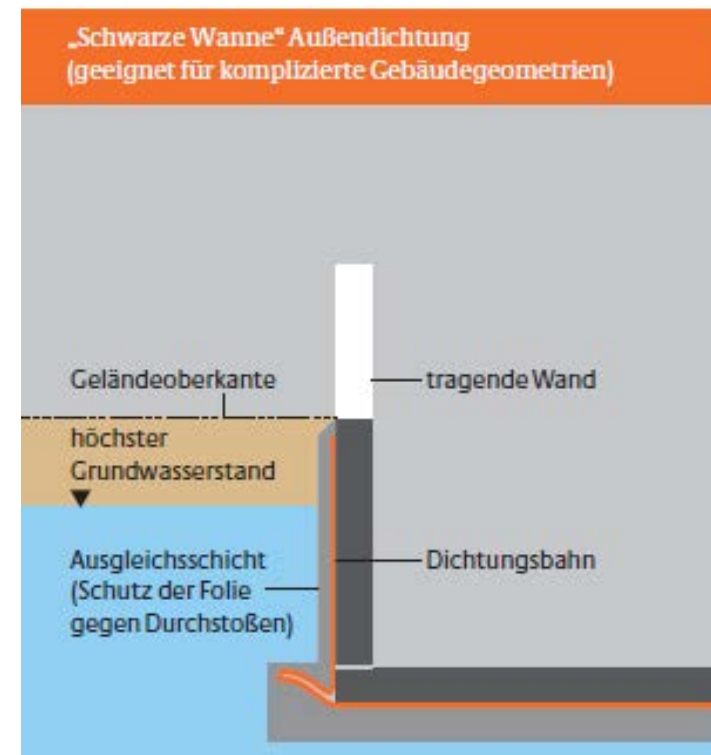 „Schwarze Wanne“ Außendichtung
(geeignet für komplizierte Gebäudegeometrien)
Geländeoberkante
tragende Wand
höchster
Grundwasserstand
Ausgleichsschicht
(Schutz der Folie
gegen Durchstoßen)
Dichtungsbahn